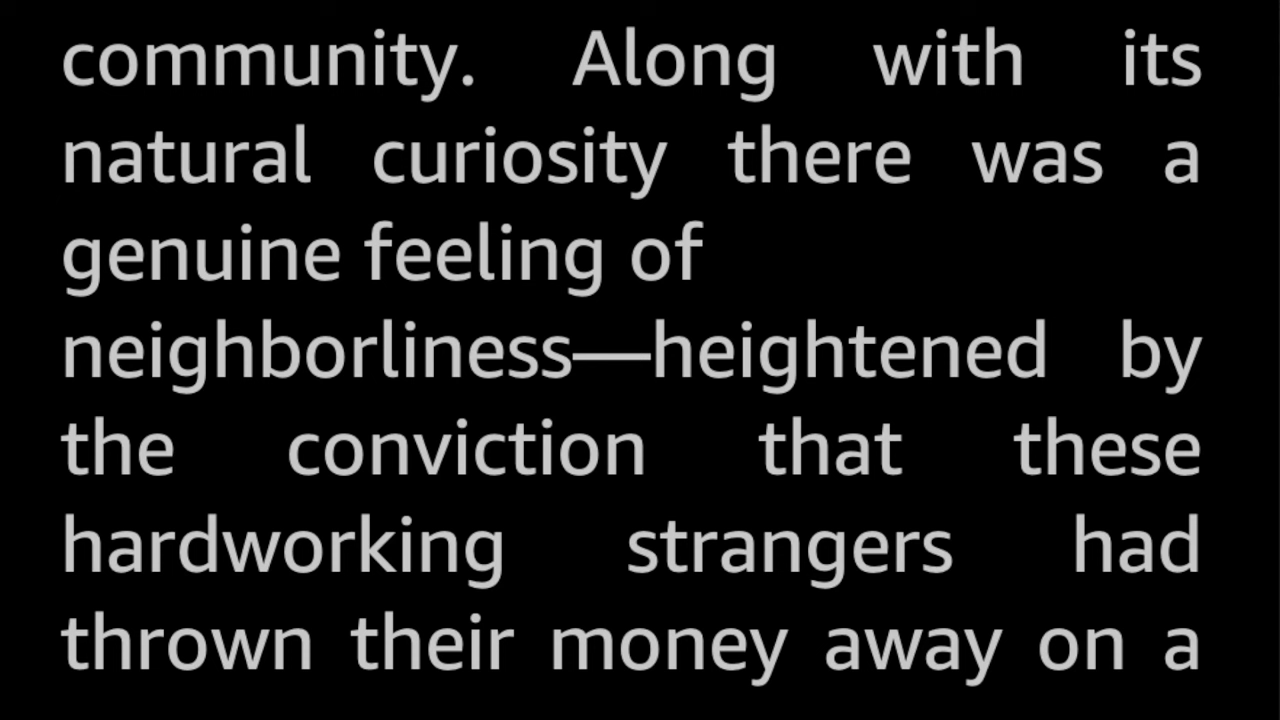 community. Along with its
natural curiosity there was a
genuine feeling of
neighborliness—heightened by
the conviction that these
hardworking strangers had
thrown their money away on a